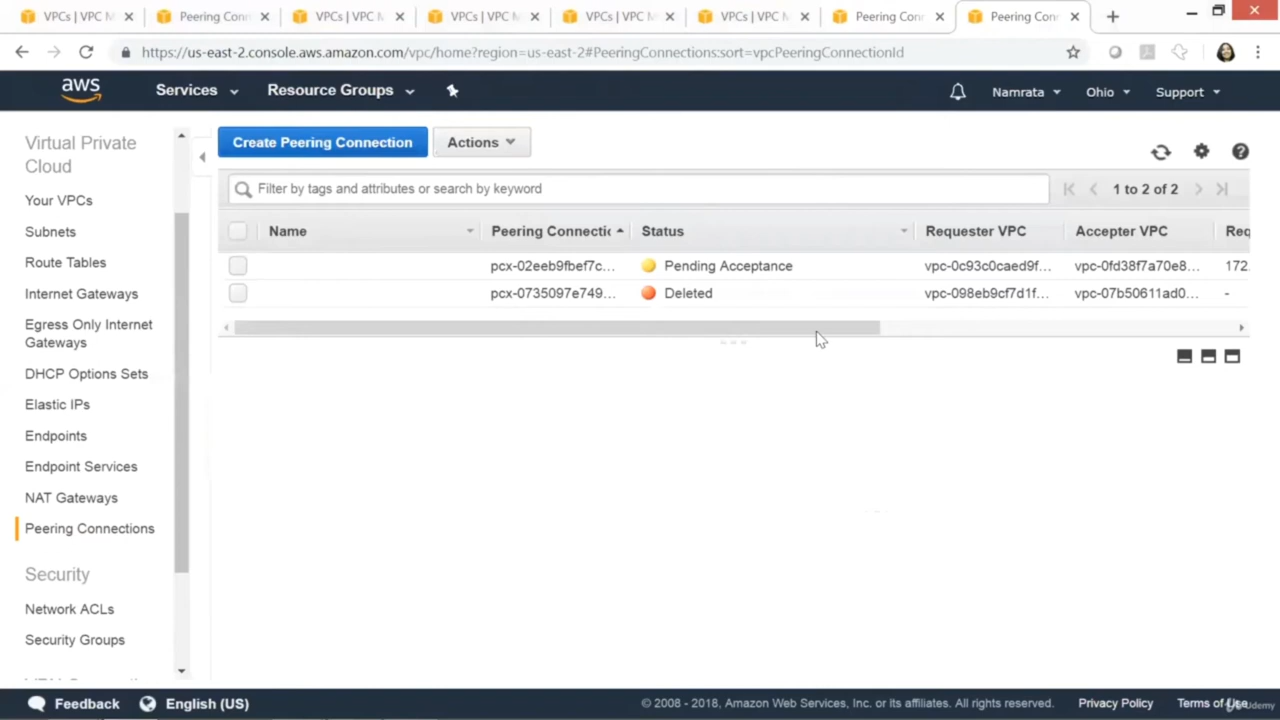 VPCs | VPC M
Peering Conn
VPCs | VPC M
VPCs | VPC M
VPCs | VPC M
VPCs | VPC M
Peering Conn
Peering Conn
https://us-east-2.console.aws.amazon.com/vpc/home?region=us-east-2#PeeringConnections:sort=vpcPeeringConnectionId
aws Services Resource Groups Namrata Ohio Support
Virtual Private
Cloud
Your VPCs
Subnets
Route Tables
Internet Gateways
Egress Only Internet
Gateways
DHCP Options Sets
Elastic IPs
Endpoints
Endpoint Services
NAT Gateways
Peering Connections
Security
Network ACLs
Security Groups
Create Peering Connection Actions
Filter by tags and attributes or search by keyword 1 to 2 of 2
Name Peering Connectic Status Requester VPC Accepter VPC Req
pcx-02eeb9fbef7c... Pending Acceptance vpc-0c93c0caed9f... vpc-0fd38f7a70e8... 172
pcx-0735097e749... Deleted vpc-098eb9cf7d1f... vpc-07b50611ad0... -
Feedback English (US) © 2008 - 2018, Amazon Web Services, Inc. or its affiliates. All rights reserved. Privacy Policy Terms of Use
Udemy